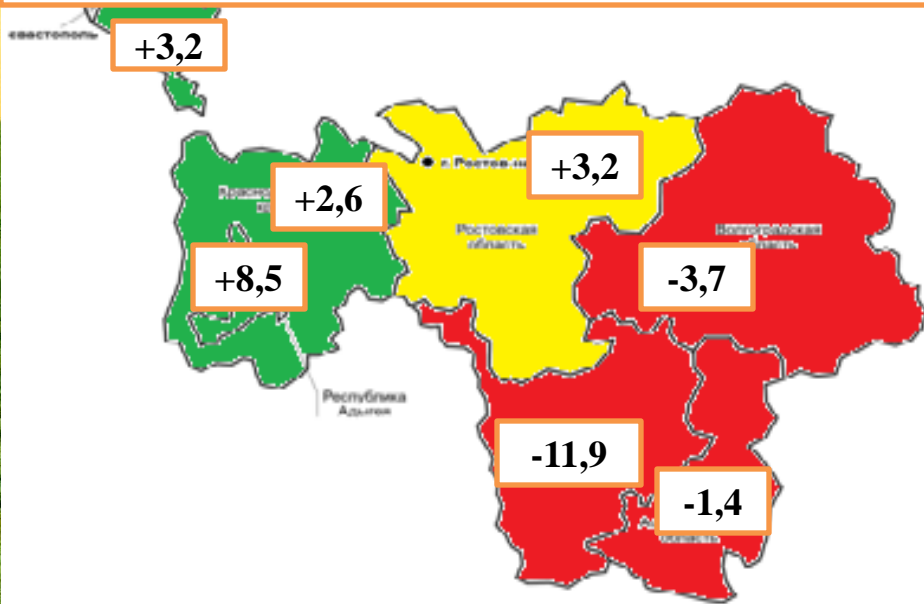 +3,2
г. Ростов-на
+3,2
+2,6
Ростовская
область
Волгоградская
область
+8,5
-3,7
Республика
Адыгея
-11,9
-1,4
область